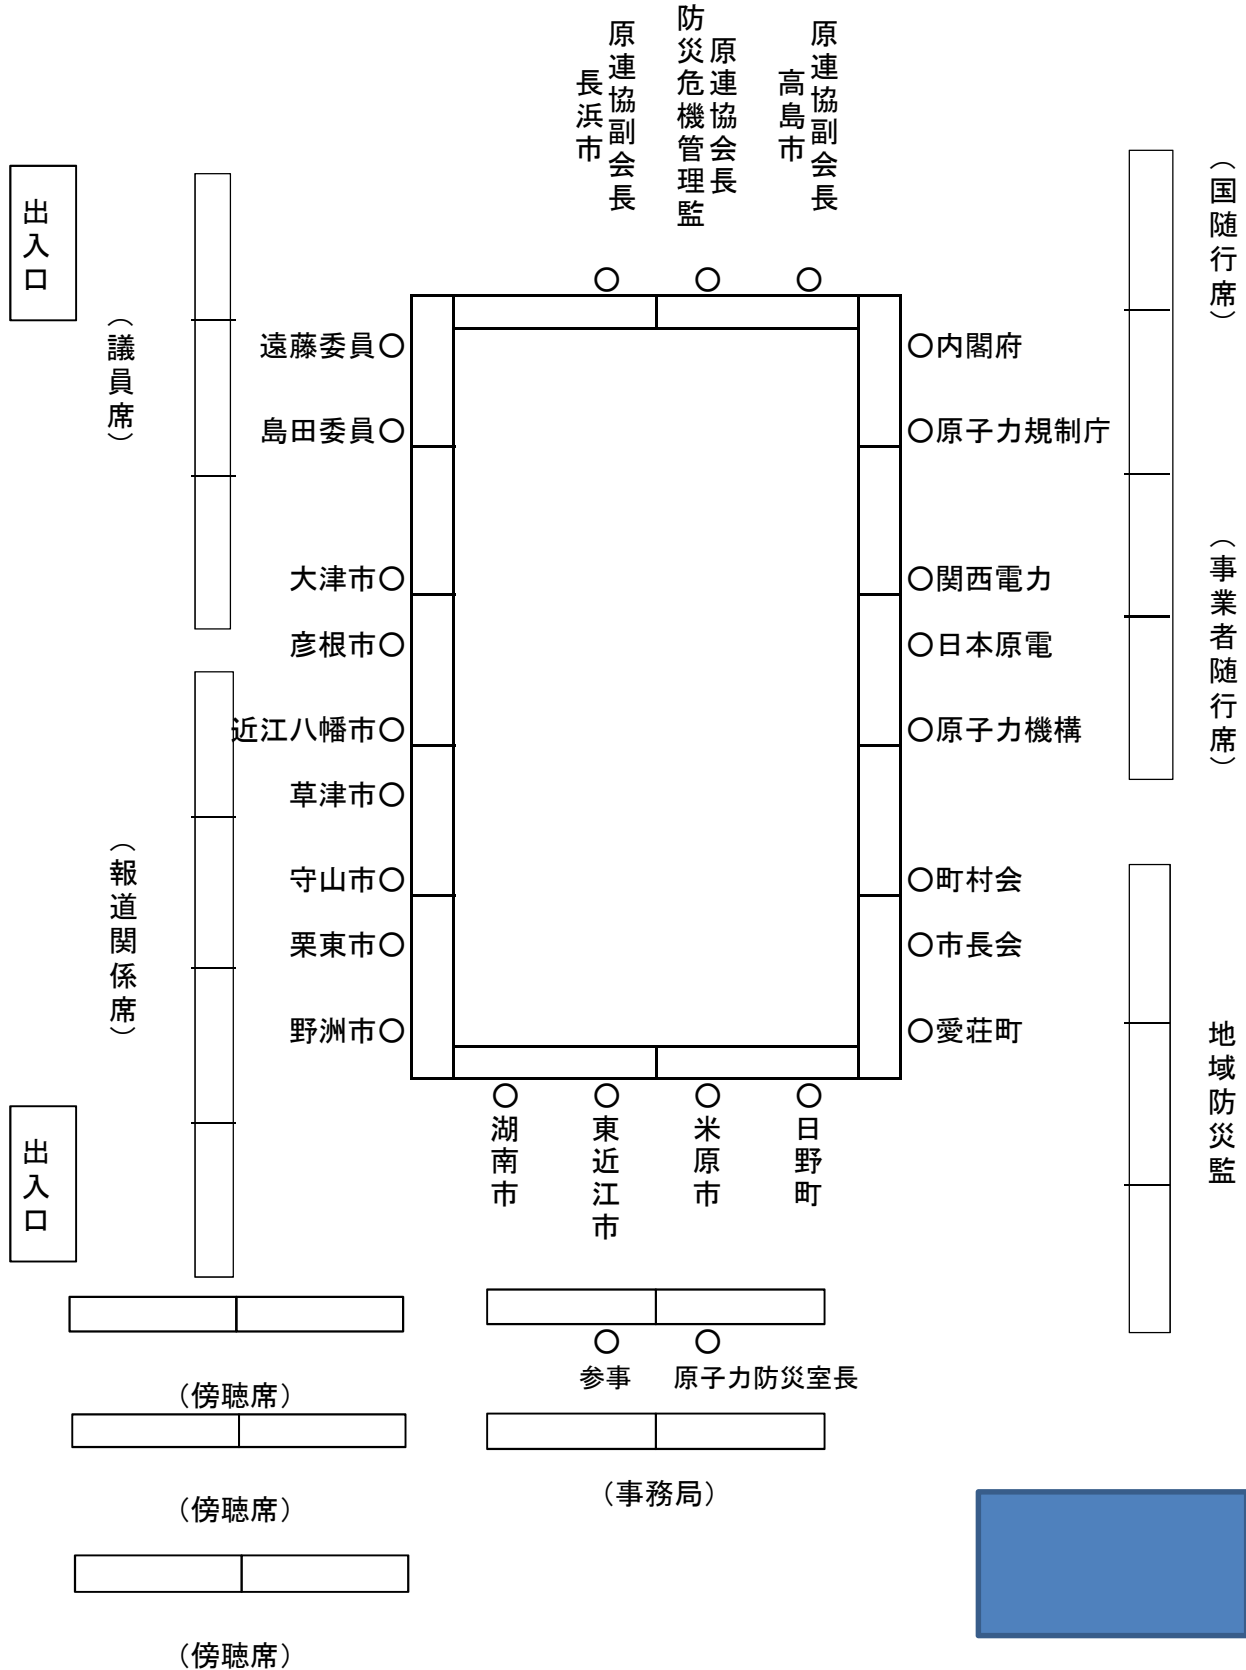 原連協副会長
高島市
原連協会長
防災危機管理監
原連協副会長
長浜市
出入口
（議員席）
（国随行席）
遠藤委員○
○内閣府
島田委員○
○原子力規制庁
大津市○
○関西電力
彦根市○
○日本原電
近江八幡市○
○原子力機構
草津市○
（事業者随行席）
守山市○
○町村会
栗東市○
○市長会
野洲市○
○愛荘町
（報道関係席）
地域防災監
出入口
湖南市
東近江市
米原市
日野町
参事
原子力防災室長
（傍聴席）
（事務局）
（傍聴席）
（傍聴席）